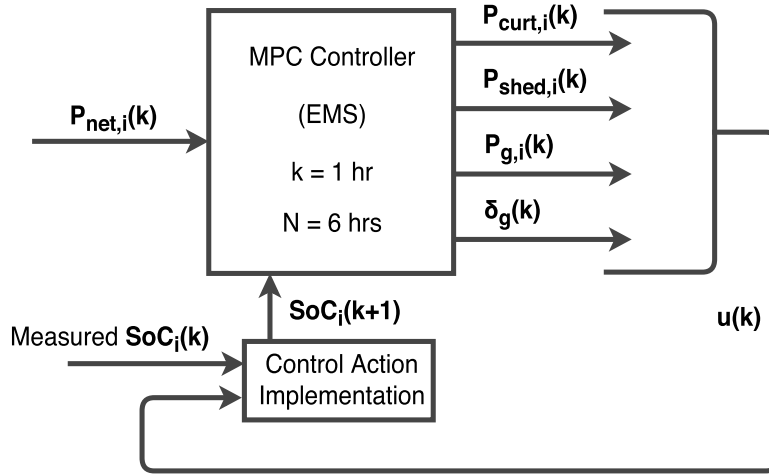 P_curt,i(k)
MPC Controller
P_shed,i(k)
P_net,i(k)
(EMS)
P_g,i(k)
k = 1 hr
δ_g(k)
N = 6 hrs
SoC_i(k+1)
u(k)
Measured SoC_i(k)
Control Action
Implementation